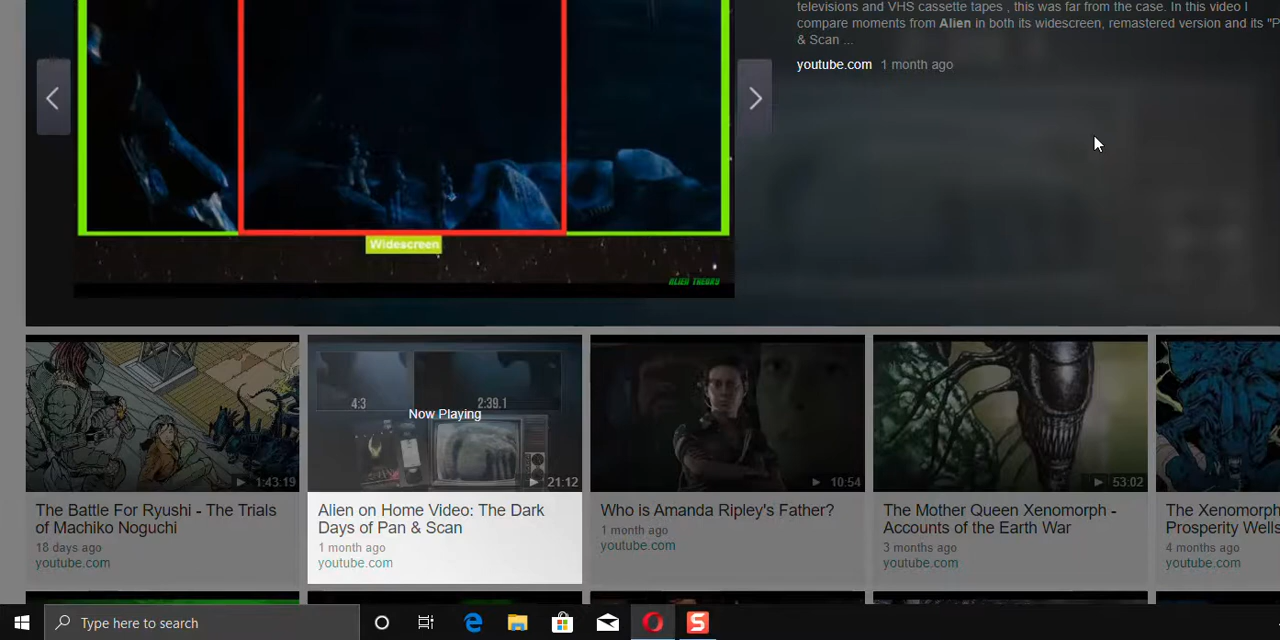 televisions and VHS cassette tapes , this was far from the case. In this video I
compare moments from Alien in both its widescreen, remastered version and its "P
& Scan ...
youtube.com 1 month ago
Widescreen
ALIEN THEORY
4:3
2:39.1
Now Playing
1:43:19
21:12
10:54
53:02
The Battle For Ryushi - The Trials
of Machiko Noguchi
18 days ago
youtube.com
Alien on Home Video: The Dark
Days of Pan & Scan
1 month ago
youtube.com
Who is Amanda Ripley's Father?
1 month ago
youtube.com
The Mother Queen Xenomorph -
Accounts of the Earth War
3 months ago
youtube.com
The Xenomorph
Prosperity Wells
4 months ago
youtube.com
Type here to search